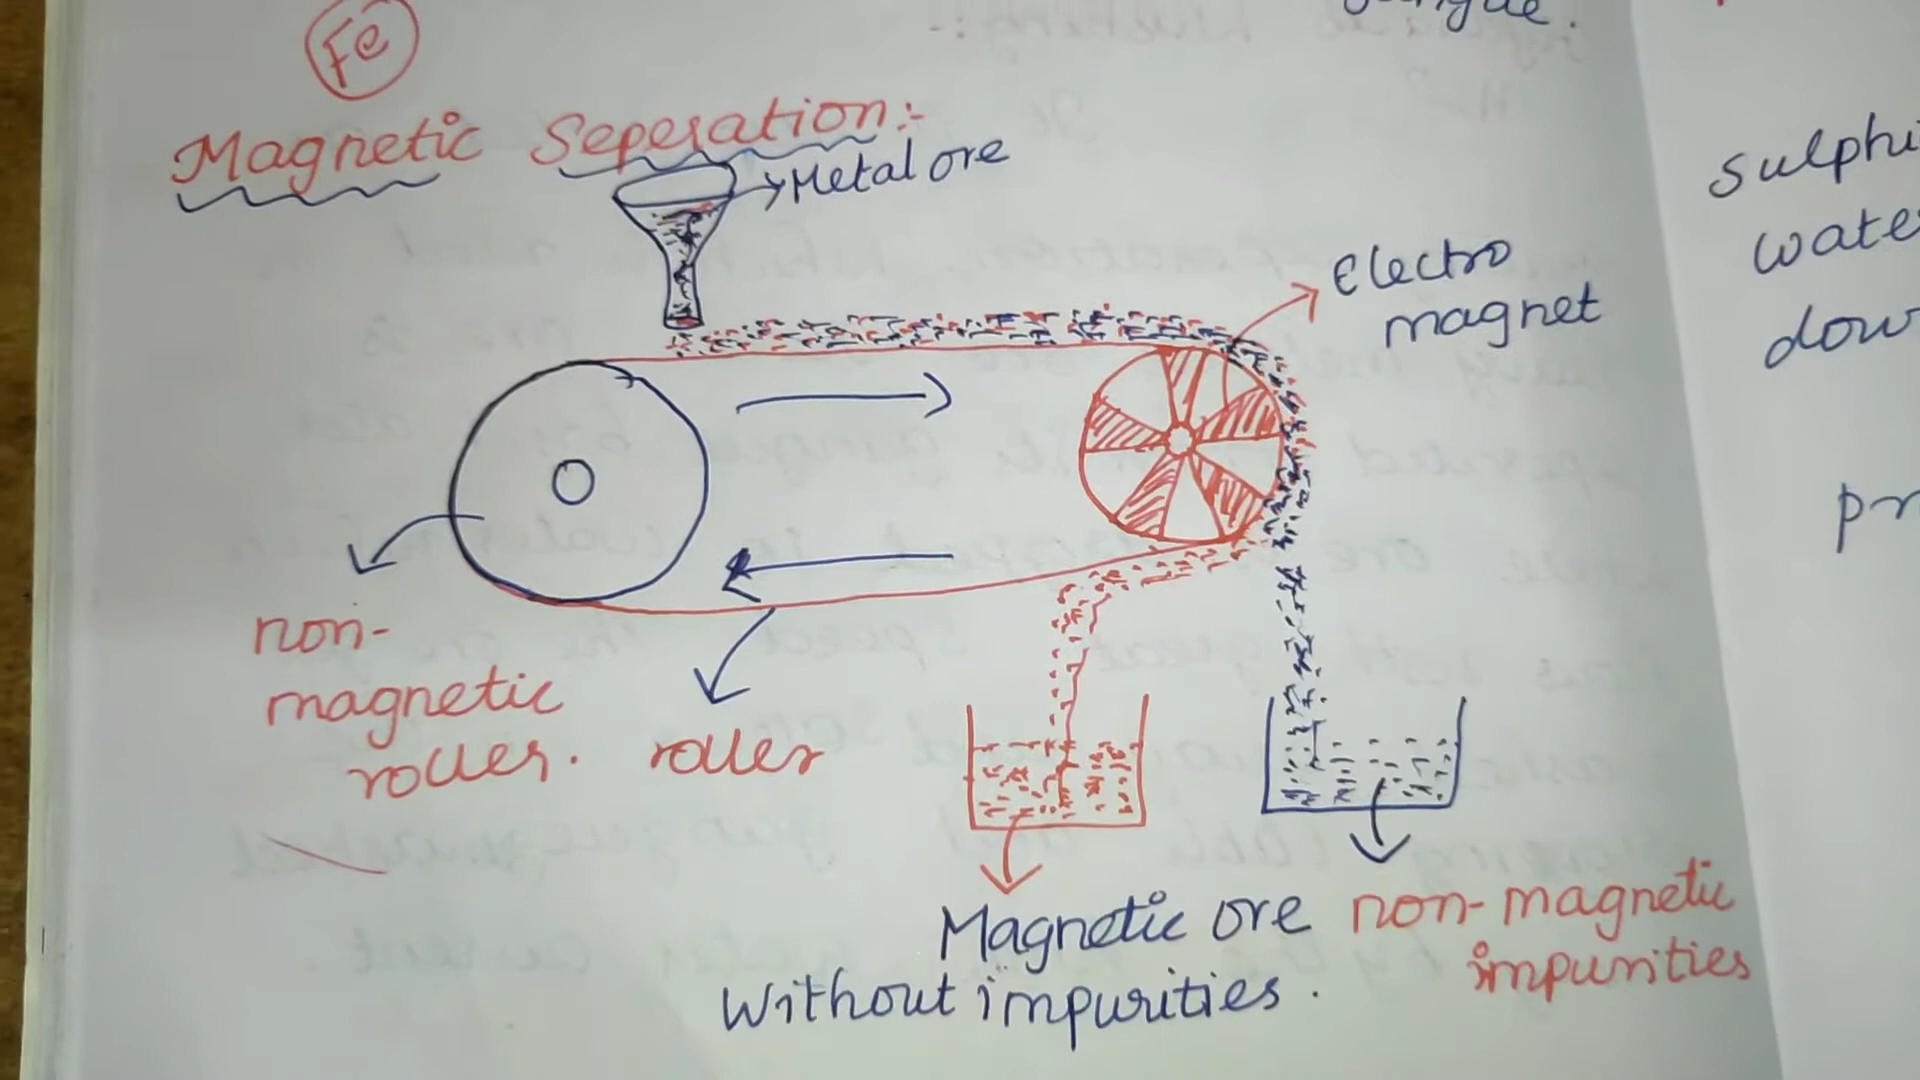 Fe
Magnetic Seperation:-
Metal ore
Electro
magnet
non-
magnetic
roller.
roller
Magnetic ore
without impurities.
non-magnetic
impurities
sulphi
wate
dow
pr